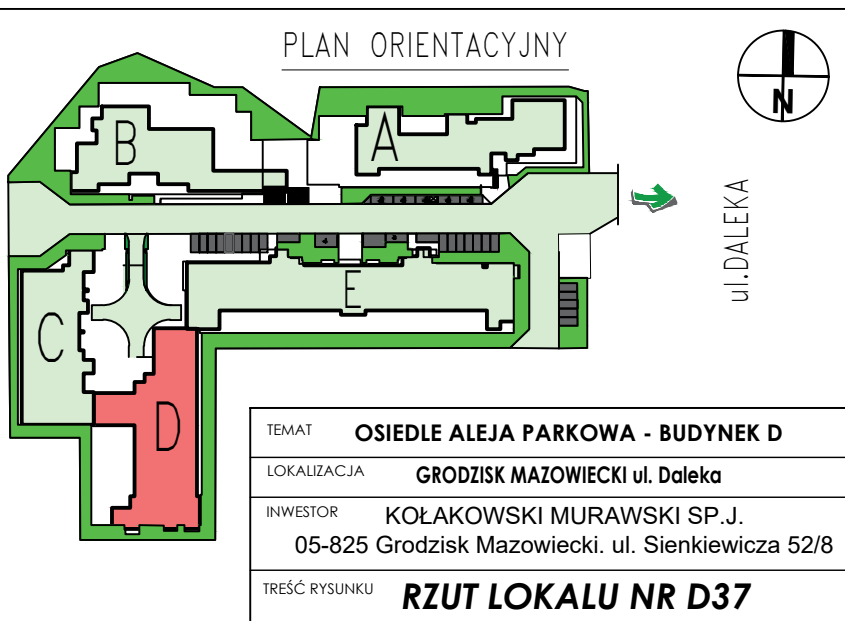 PLAN ORIENTACYJNY
N
B
A
ul.DALEKA
E
C
D
TEMAT OSIEDLE ALEJA PARKOWA - BUDYNEK D
LOKALIZACJA GRODZISK MAZOWIECKI ul. Daleka
INWESTOR KOŁAKOWSKI MURAWSKI SP.J.
05-825 Grodzisk Mazowiecki. ul. Sienkiewicza 52/8
TREŚĆ RYSUNKU RZUT LOKALU NR D37